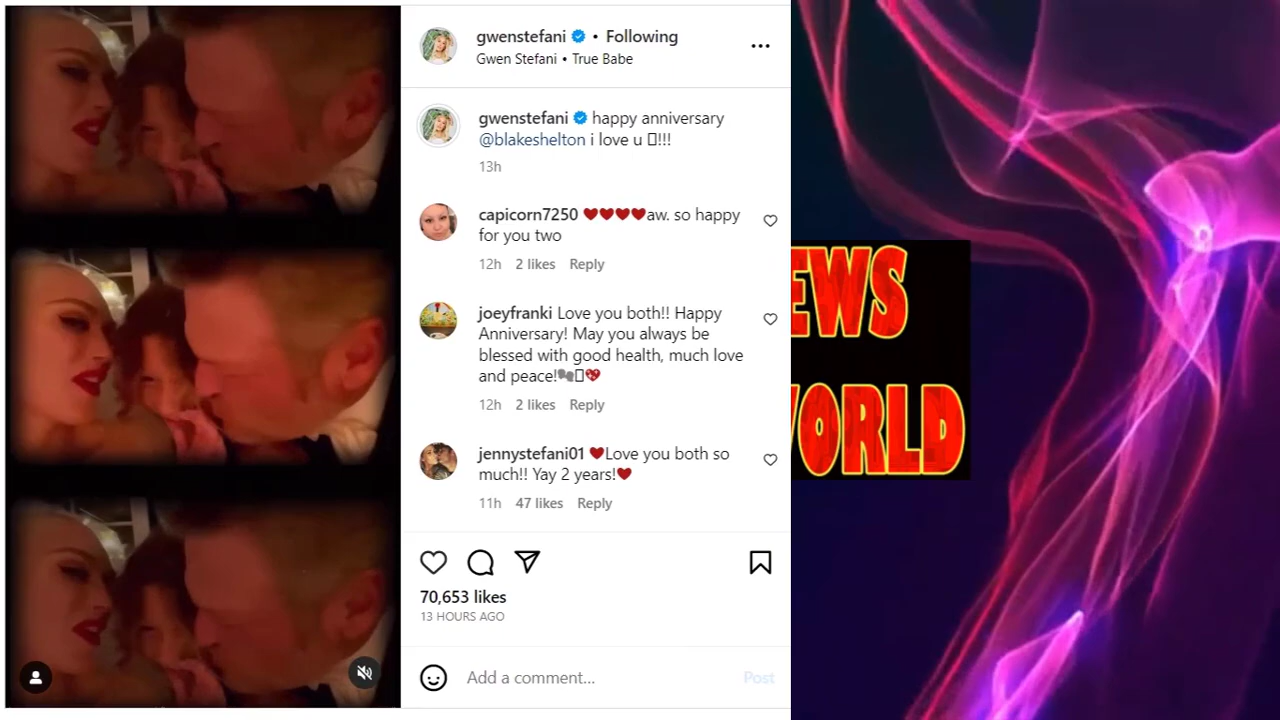 gwenstefani • Following
Gwen Stefani • True Babe
gwenstefani happy anniversary
@blakeshelton i love u !!!
13h
capicorn7250 ❤❤❤❤aw. so happy
for you two
12h 2 likes Reply
joeyfranki Love you both!! Happy
Anniversary! May you always be
blessed with good health, much love
and peace!
12h 2 likes Reply
jennystefani01 ❤Love you both so
much!! Yay 2 years!❤
11h 47 likes Reply
70,653 likes
13 HOURS AGO
Add a comment... Post
EWS
WORLD